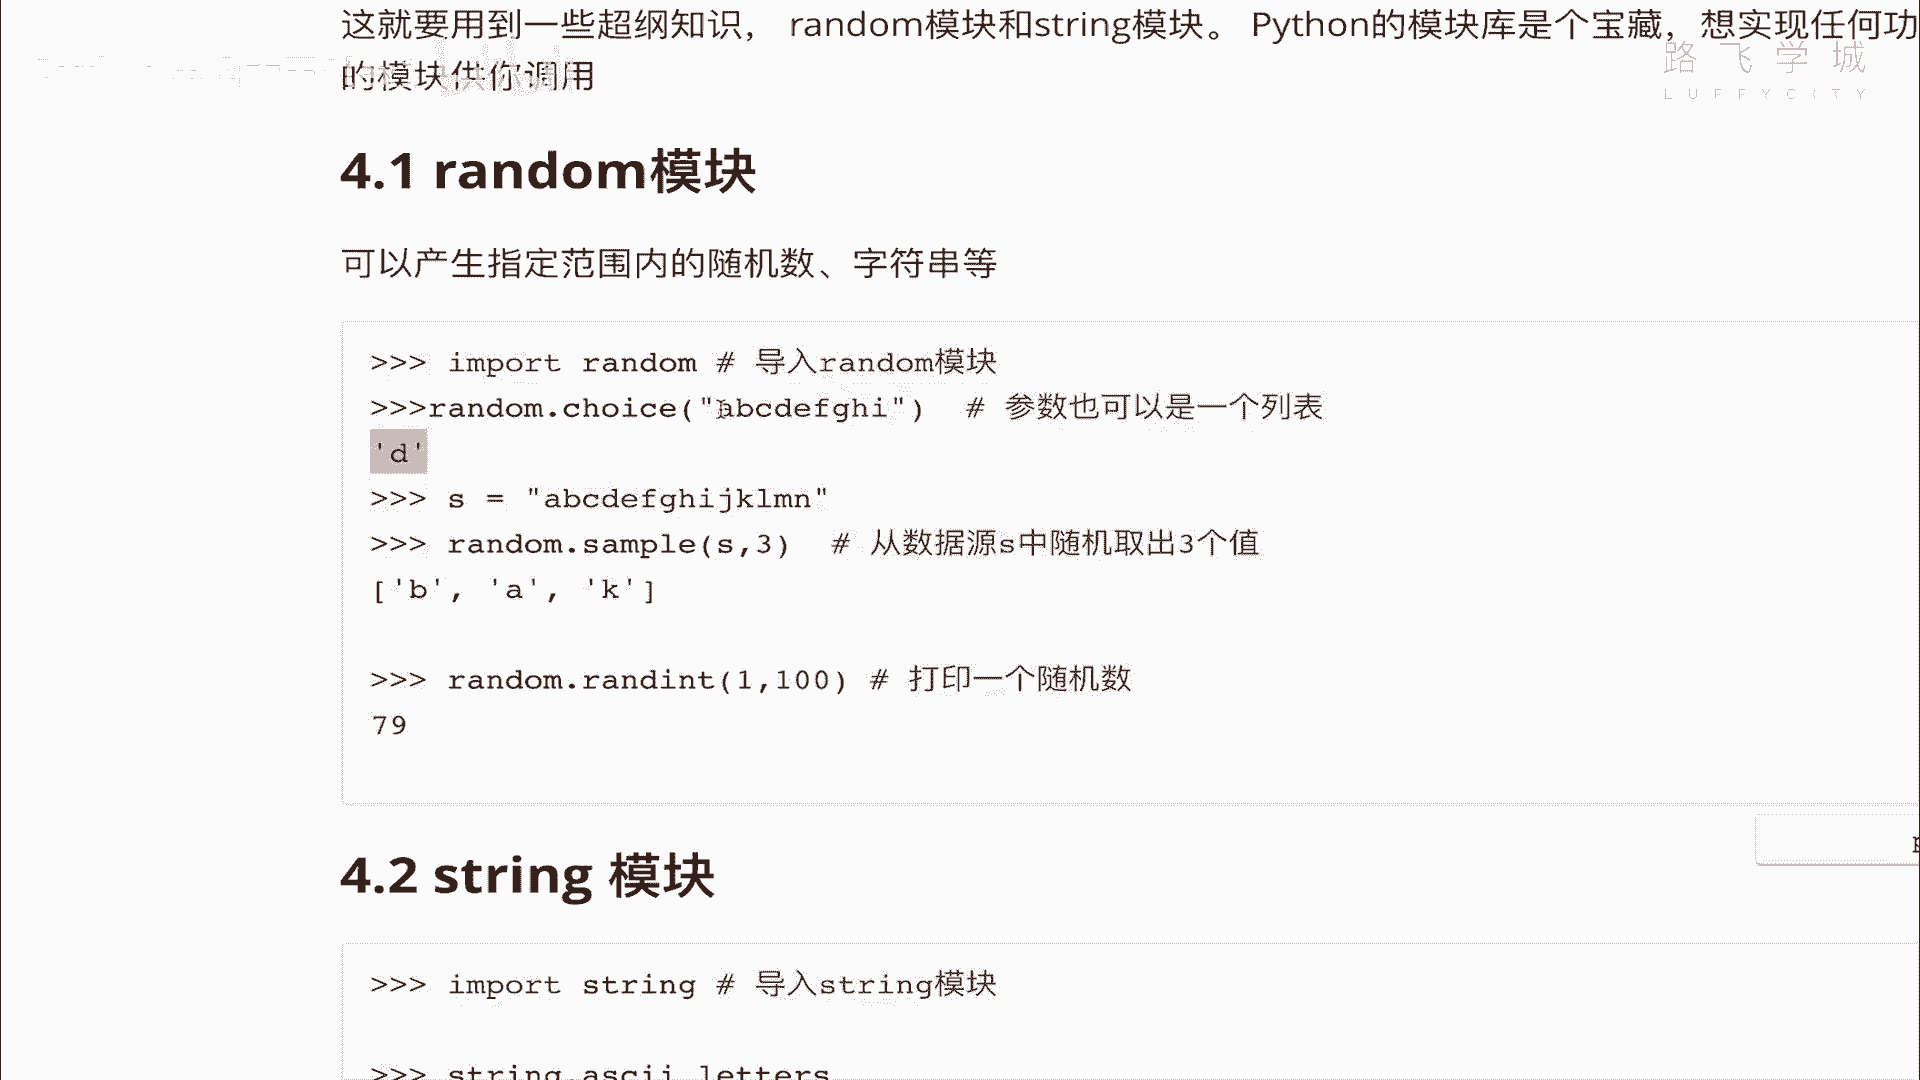 这就要用到一些超纲知识， random模块和string模块。 Python的模块库是个宝藏，想实现任何功
的模块供你调用
路飞学城
LUFFYCITY
4.1 random模块
可以产生指定范围内的随机数、字符串等
>>> import random # 导入random模块
>>>random.choice("abcdefghi")  # 参数也可以是一个列表
'd'
>>> s = "abcdefghijklmn"
>>> random.sample(s,3)  # 从数据源s中随机取出3个值
['b', 'a', 'k']
>>> random.randint(1,100) # 打印一个随机数
79
4.2 string 模块
>>> import string # 导入string模块
>>> string.ascii_letters